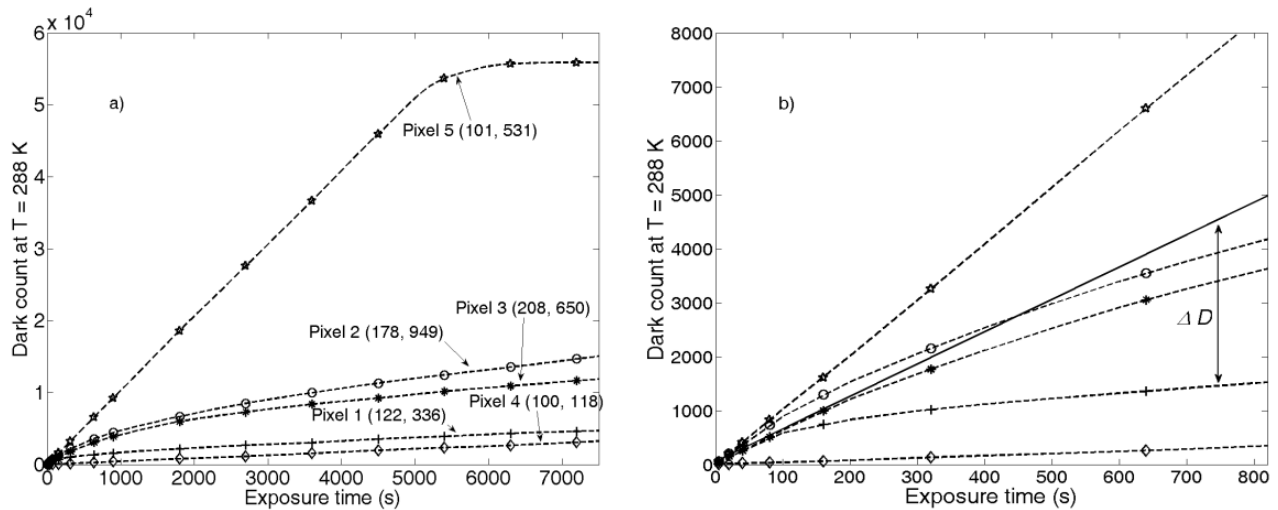 6 x 10⁴
5
4
3
2
1
0
0 1000 2000 3000 4000 5000 6000 7000
Dark count at T = 288 K
Exposure time (s)
a)
Pixel 5 (101, 531)
Pixel 3 (208, 650)
Pixel 2 (178, 949)
Pixel 1 (122, 336)
Pixel 4 (100, 118)
8000
7000
6000
5000
4000
3000
2000
1000
0
0 100 200 300 400 500 600 700 800
Dark count at T = 288 K
Exposure time (s)
b)
Δ D